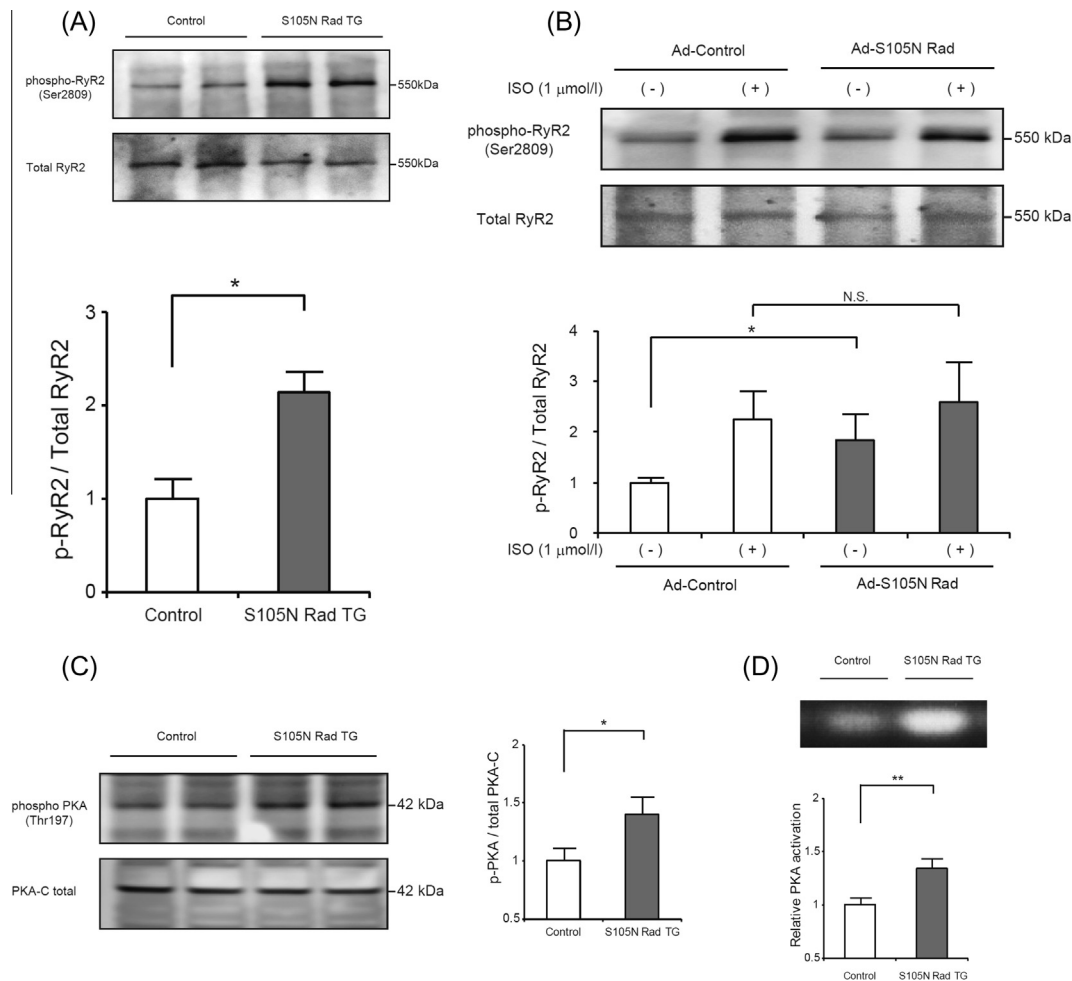 (A)
Control S105N Rad TG
phospho-RyR2
(Ser2809)
550kDa
Total RyR2
550kDa
*
p-RyR2 / Total RyR2
3
2
1
0
Control S105N Rad TG
(B)
Ad-Control Ad-S105N Rad
ISO (1 μmol/l) ( - ) ( + ) ( - ) ( + )
phospho-RyR2
(Ser2809)
550 kDa
Total RyR2
550 kDa
N.S.
*
p-RyR2 / Total RyR2
4
3
2
1
0
ISO (1 μmol/l) ( - ) ( + ) ( - ) ( + )
Ad-Control Ad-S105N Rad
(C)
Control S105N Rad TG
phospho PKA
(Thr197)
42 kDa
PKA-C total
42 kDa
*
p-PKA / total PKA-C
2
1.5
1
0.5
Control S105N Rad TG
(D)
Control S105N Rad TG
**
Relative PKA activation
2
1.5
1
0.5
Control S105N Rad TG